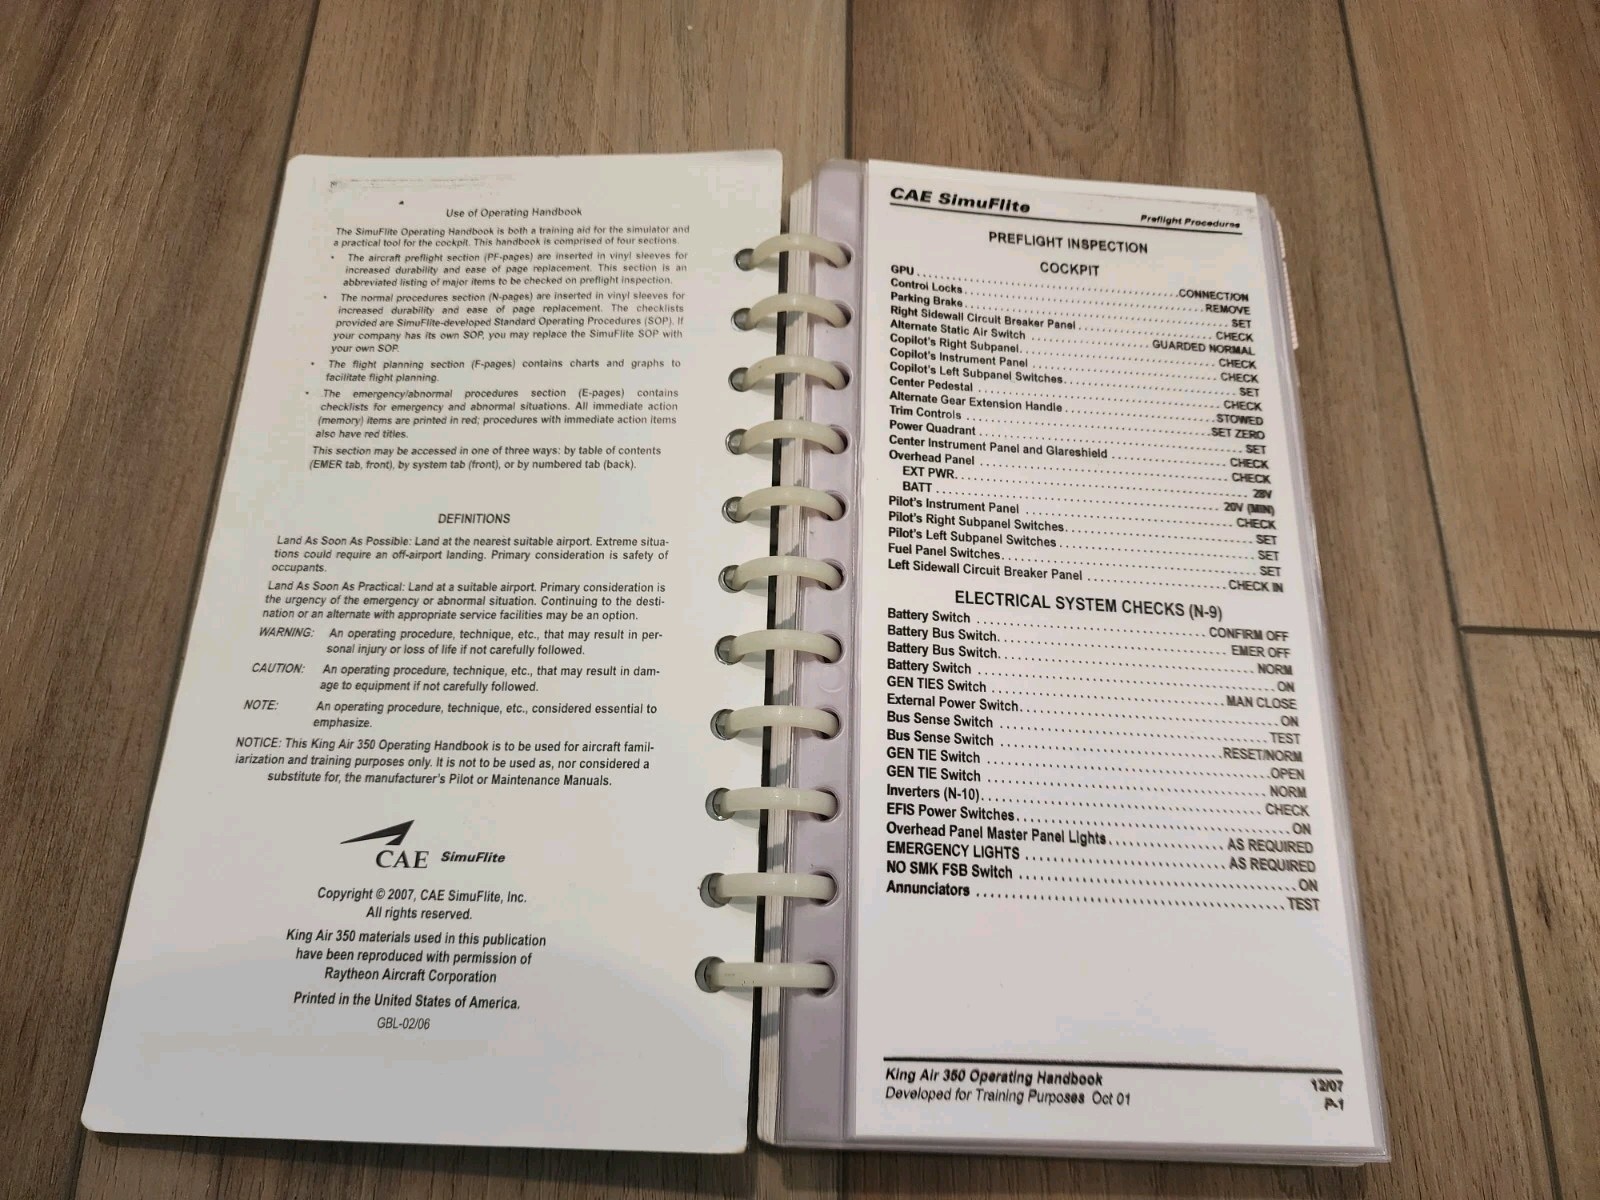 Use of Operating Handbook
The SimuFlite Operating Handbook is both a training aid for the simulator and
a practical tool for the cockpit. This handbook is comprised of four sections.
• The aircraft preflight section (PF-pages) are inserted in vinyl sleeves for
increased durability and ease of page replacement. This section is an
abbreviated listing of major items to be checked on preflight inspection.
• The normal procedures section (N-pages) are inserted in vinyl sleeves for
increased durability and ease of page replacement. The checklists
provided are SimuFlite-developed Standard Operating Procedures (SOP). If
your company has its own SOP, you may replace the SimuFlite SOP with
your own SOP.
• The flight planning section (F-pages) contains charts and graphs to
facilitate flight planning.
• The emergency/abnormal procedures section (E-pages) contains
checklists for emergency and abnormal situations. All immediate action
(memory) items are printed in red; procedures with immediate action items
also have red titles.
This section may be accessed in one of three ways: by table of contents
(EMER tab, front), by system tab (front), or by numbered tab (back).
DEFINITIONS
Land As Soon As Possible: Land at the nearest suitable airport. Extreme situa-
tions could require an off-airport landing. Primary consideration is safety of
occupants.
Land As Soon As Practical: Land at a suitable airport. Primary consideration is
the urgency of the emergency or abnormal situation. Continuing to the desti-
nation or an alternate with appropriate service facilities may be an option.
WARNING: An operating procedure, technique, etc., that may result in per-
sonal injury or loss of life if not carefully followed.
CAUTION: An operating procedure, technique, etc., that may result in dam-
age to equipment if not carefully followed.
NOTE: An operating procedure, technique, etc., considered essential to
emphasize.
NOTICE: This King Air 350 Operating Handbook is to be used for aircraft famil-
iarization and training purposes only. It is not to be used as, nor considered a
substitute for, the manufacturer's Pilot or Maintenance Manuals.
CAE SimuFlite
Copyright © 2007, CAE SimuFlite, Inc.
All rights reserved.
King Air 350 materials used in this publication
have been reproduced with permission of
Raytheon Aircraft Corporation
Printed in the United States of America.
GBL-02/06
CAE SimuFlite
Preflight Procedures
PREFLIGHT INSPECTION
COCKPIT
GPU CONNECTION
Control Locks REMOVE
Parking Brake SET
Right Sidewall Circuit Breaker Panel CHECK
Alternate Static Air Switch GUARDED NORMAL
Copilot's Right Subpanel CHECK
Copilot's Instrument Panel CHECK
Copilot's Left Subpanel Switches SET
Center Pedestal CHECK
Alternate Gear Extension Handle STOWED
Trim Controls SET ZERO
Power Quadrant SET
Center Instrument Panel and Glareshield CHECK
Overhead Panel CHECK
EXT PWR 28V
BATT 20V (MIN)
Pilot's Instrument Panel CHECK
Pilot's Right Subpanel Switches SET
Pilot's Left Subpanel Switches SET
Fuel Panel Switches SET
Left Sidewall Circuit Breaker Panel CHECK IN
ELECTRICAL SYSTEM CHECKS (N-9)
Battery Switch CONFIRM OFF
Battery Bus Switch EMER OFF
Battery Bus Switch NORM
Battery Switch ON
GEN TIES Switch MAN CLOSE
External Power Switch ON
Bus Sense Switch TEST
Bus Sense Switch RESET/NORM
GEN TIE Switch OPEN
GEN TIE Switch NORM
Inverters (N-10) CHECK
EFIS Power Switches ON
Overhead Panel Master Panel Lights AS REQUIRED
EMERGENCY LIGHTS AS REQUIRED
NO SMK FSB Switch ON
Annunciators TEST
King Air 350 Operating Handbook 12/07
Developed for Training Purposes Oct 01 P-1